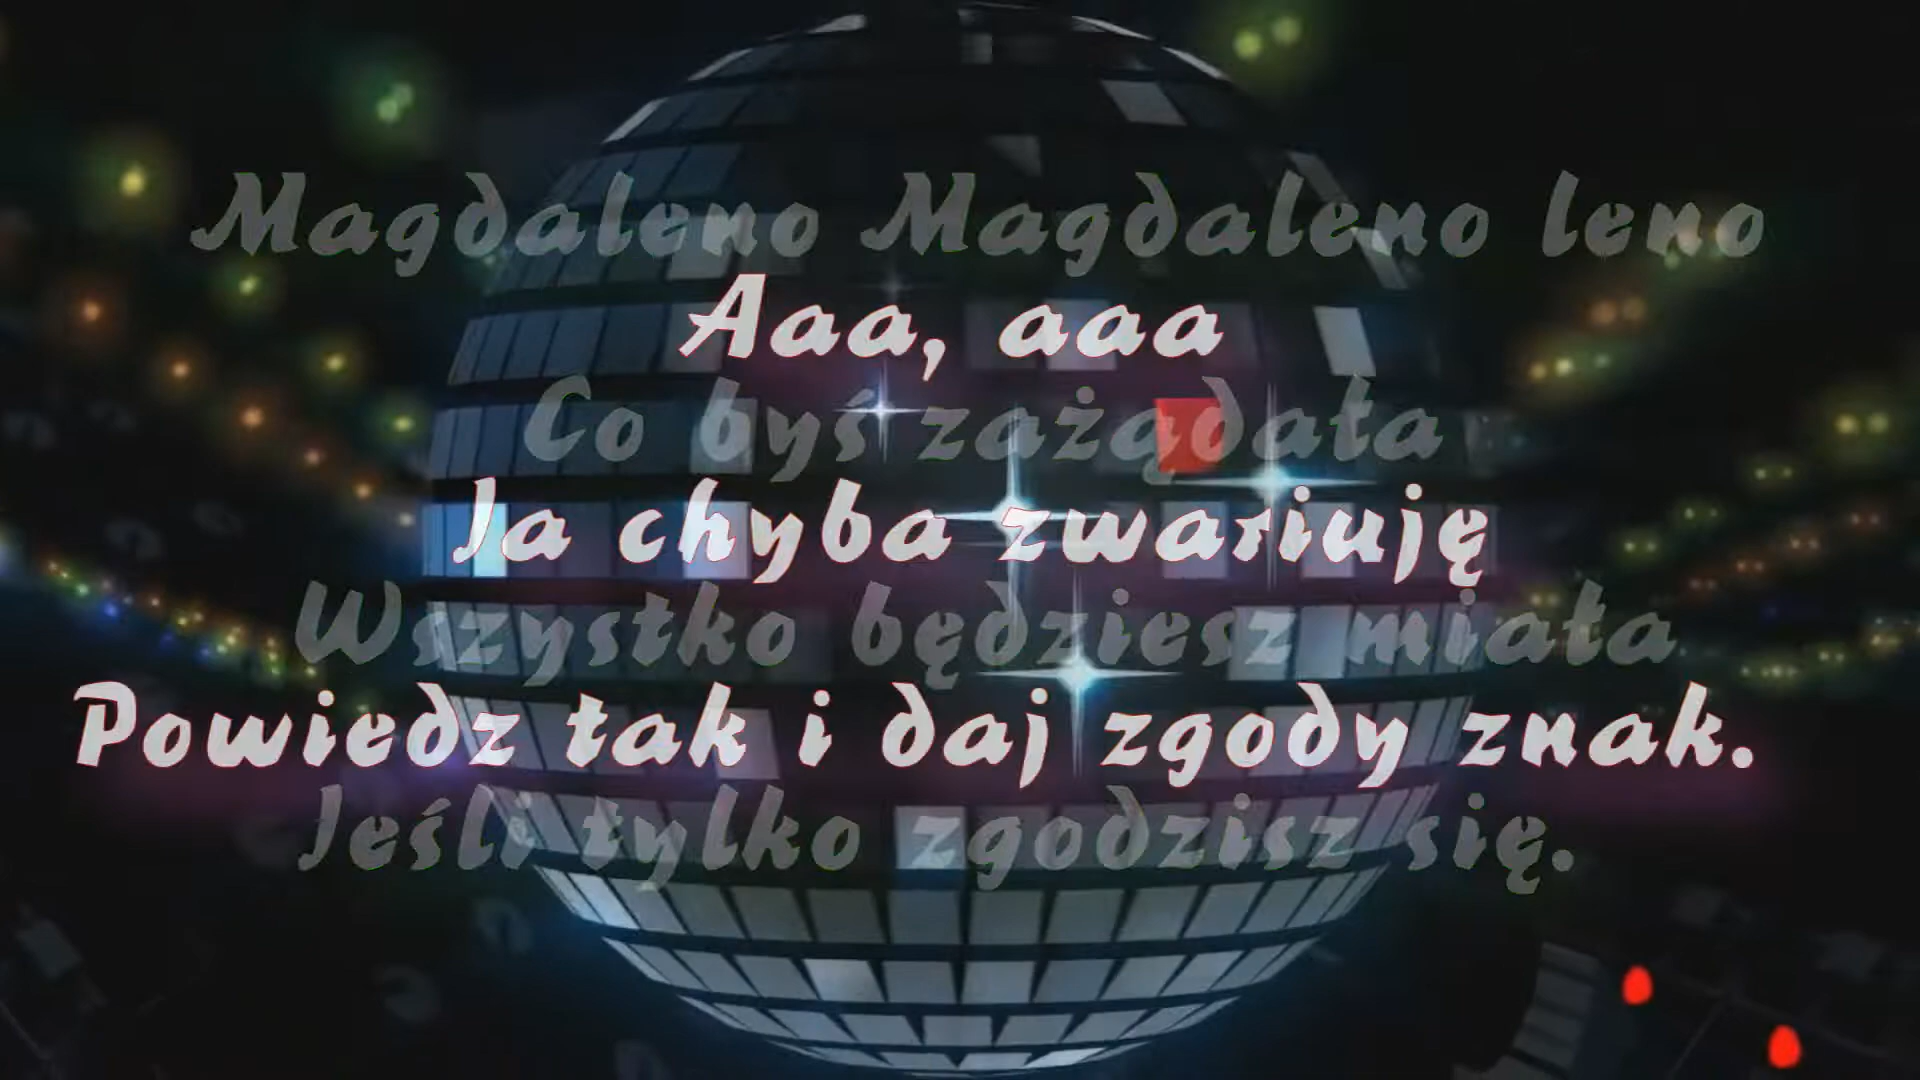 Magdaleno Magdaleno leno
Aaa, aaa
Co byś zażądała
Ja chyba zwariuję
Wszystko będziesz miała
Powiedz tak i daj zgody znak.
Jeśli tylko zgodzisz się.